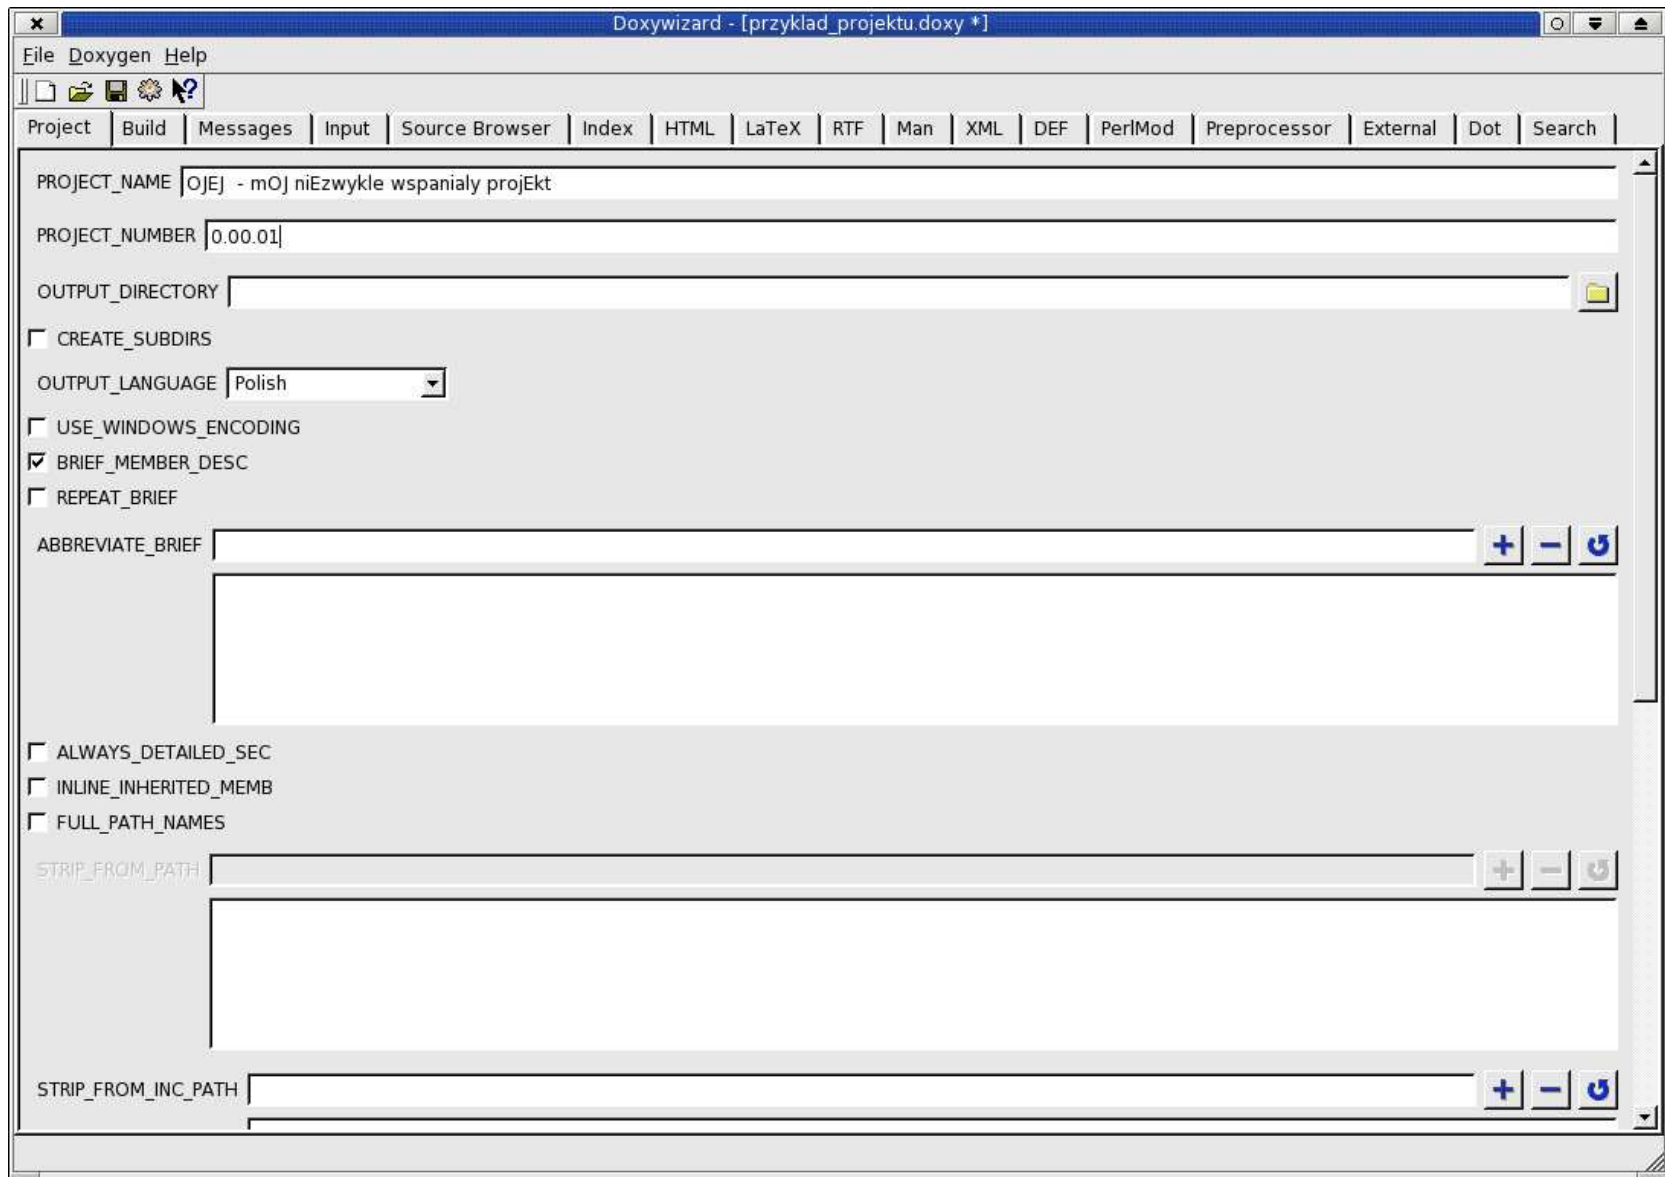 Doxywizard - [przyklad_projektu.doxy *]
File Doxygen Help
Project Build Messages Input Source Browser Index HTML LaTeX RTF Man XML DEF PerlMod Preprocessor External Dot Search
PROJECT_NAME OJEJ - mOJ niEzwykle wspanialy projEkt
PROJECT_NUMBER 0.00.01
OUTPUT_DIRECTORY
CREATE_SUBDIRS
OUTPUT_LANGUAGE Polish
USE_WINDOWS_ENCODING
BRIEF_MEMBER_DESC
REPEAT_BRIEF
ABBREVIATE_BRIEF
ALWAYS_DETAILED_SEC
INLINE_INHERITED_MEMB
FULL_PATH_NAMES
STRIP_FROM_PATH
STRIP_FROM_INC_PATH